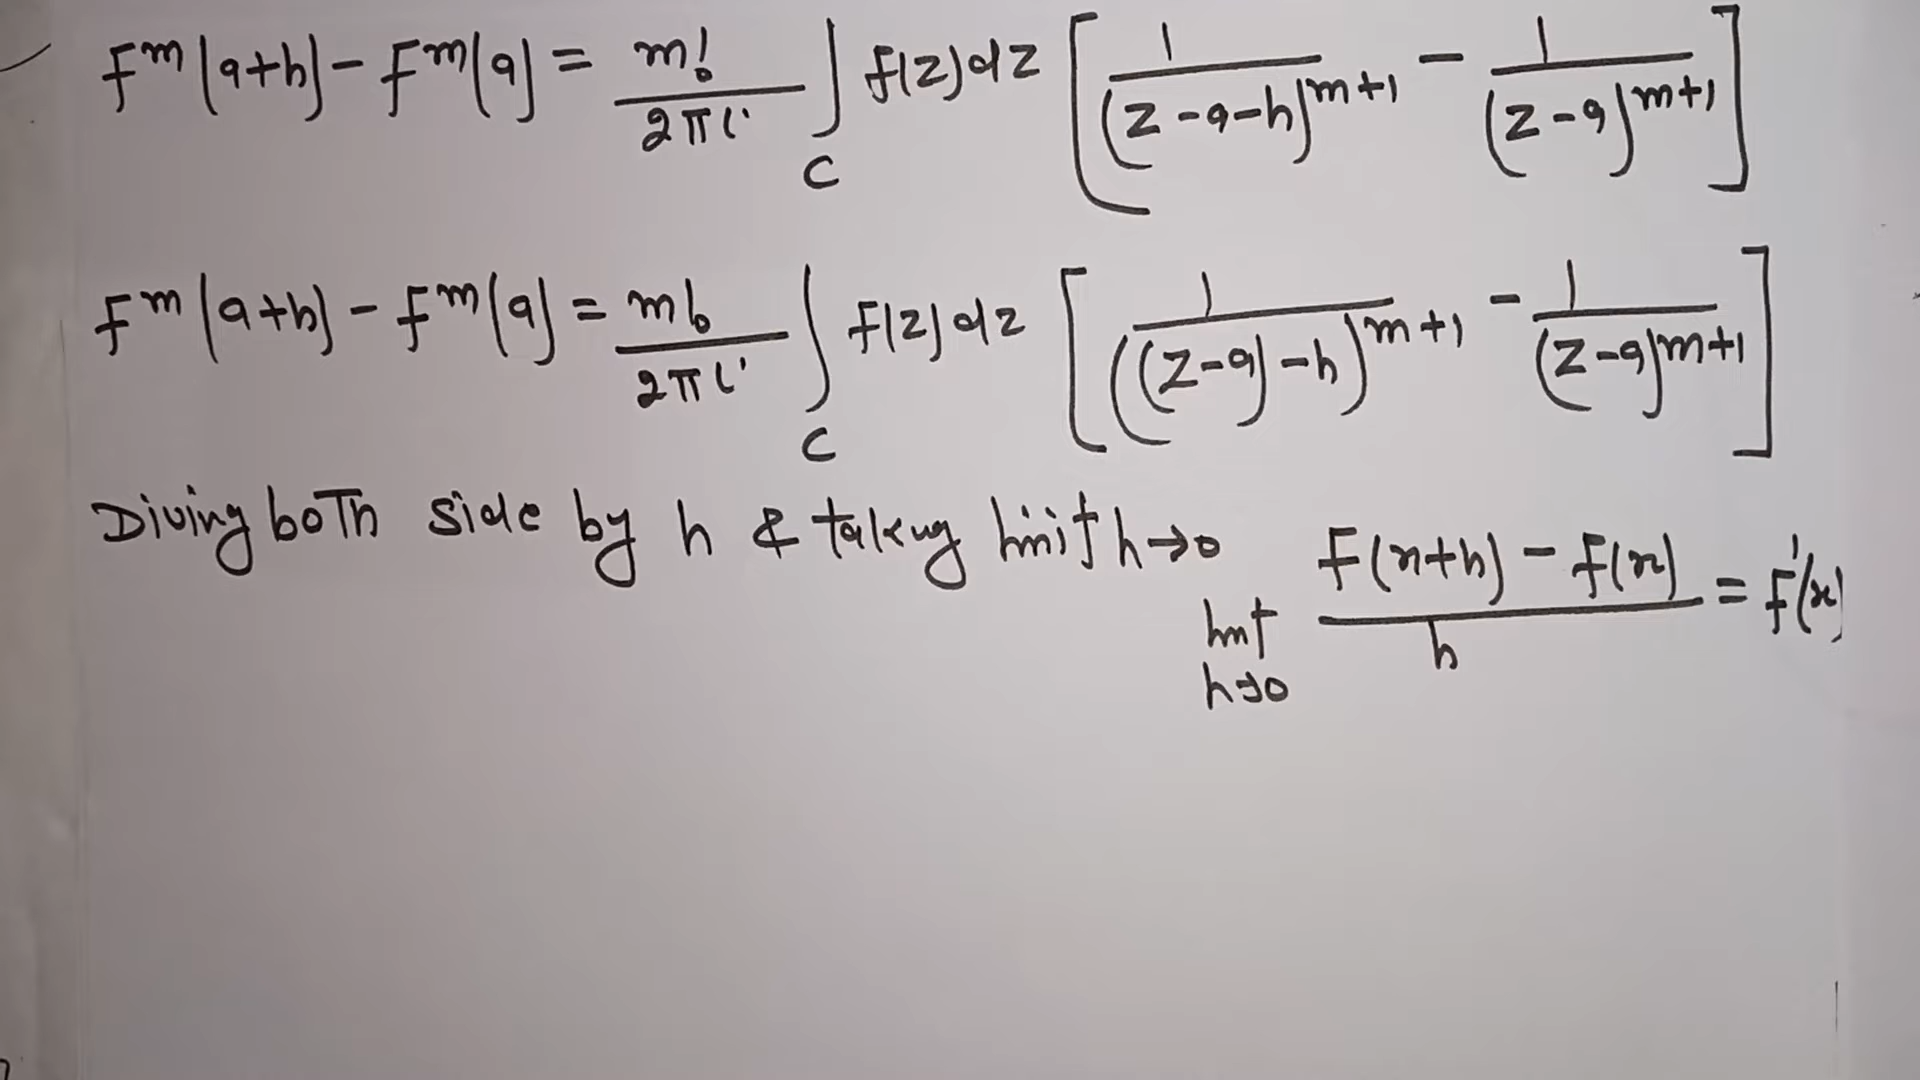 F^m(a+h) - F^m(a) = m!/2πi ∫_C f(z)dz [1/(z-a-h)^{m+1} - 1/(z-a)^{m+1}]
F^m(a+h) - F^m(a) = m!/2πi ∫_C f(z)dz [1/((z-a)-h)^{m+1} - 1/(z-a)^{m+1}]
Diving both side by h & taking limit h→0
lmt_{h→0} F(x+h) - f(x)/h = f'(x)